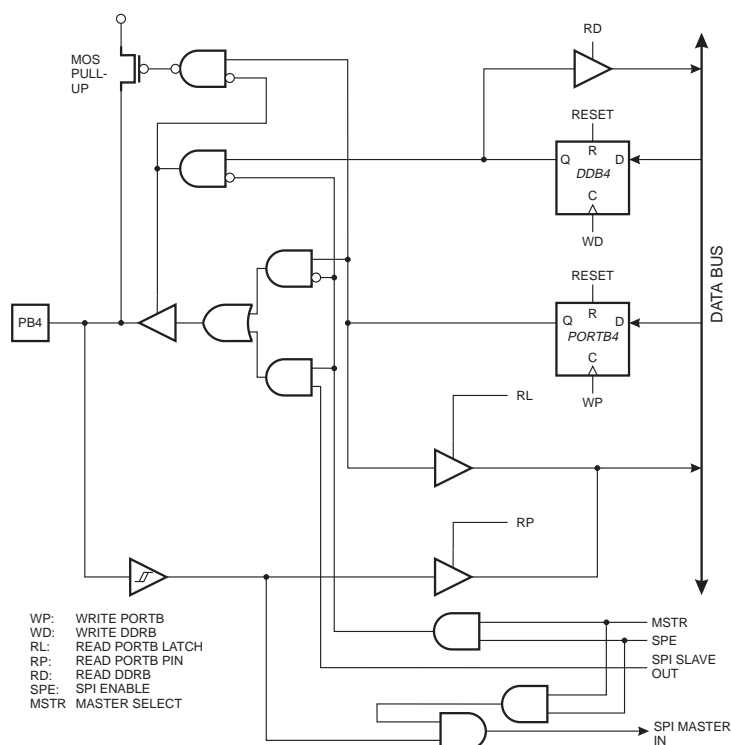 RD
MOS
PULL-
UP
RESET
R
Q
D
DDB4
C
WD
RESET
R
Q
D
PORTB4
C
WP
PB4
DATA BUS
RL
RP
WP: WRITE PORTB
WD: WRITE DDRB
RL: READ PORTB LATCH
RP: READ PORTB PIN
RD: READ DDRB
SPE: SPI ENABLE
MSTR MASTER SELECT
MSTR
SPE
SPI SLAVE
OUT
SPI MASTER
IN